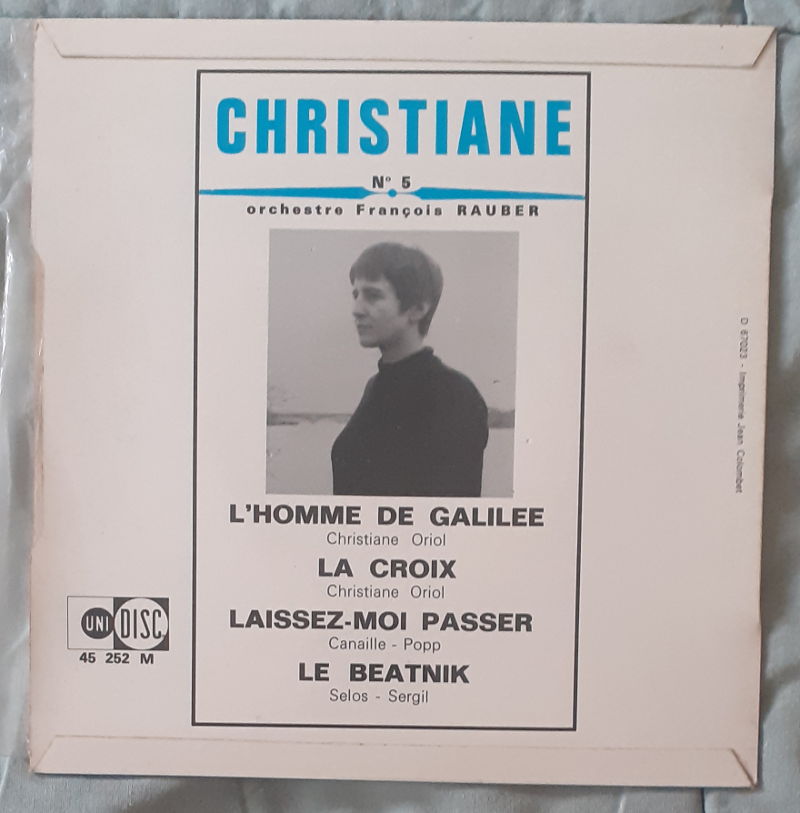 CHRISTIANE
N° 5
orchestre François RAUBER
L'HOMME DE GALILEE
Christiane Oriol
LA CROIX
Christiane Oriol
LAISSEZ-MOI PASSER
Canaille - Popp
LE BEATNIK
Selos - Sergil
UNI DISC
45 252 M
D 67023 - Imprimerie Jean Colombet